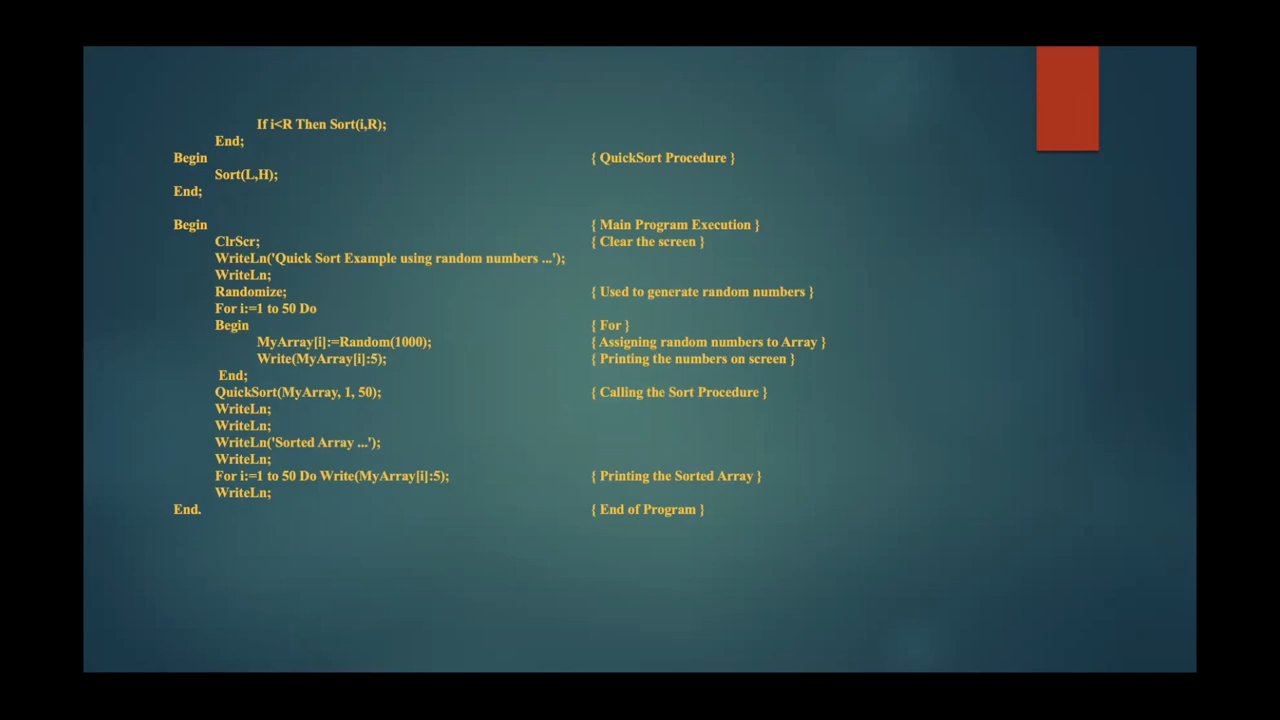 If i<R Then Sort(i,R);
End;
Begin { QuickSort Procedure }
Sort(L,H);
End;
Begin { Main Program Execution }
ClrScr; { Clear the screen }
WriteLn('Quick Sort Example using random numbers ...');
WriteLn;
Randomize; { Used to generate random numbers }
For i:=1 to 50 Do
Begin { For }
MyArray[i]:=Random(1000); { Assigning random numbers to Array }
Write(MyArray[i]:5); { Printing the numbers on screen }
End;
QuickSort(MyArray, 1, 50); { Calling the Sort Procedure }
WriteLn;
WriteLn;
WriteLn('Sorted Array ...');
WriteLn;
For i:=1 to 50 Do Write(MyArray[i]:5); { Printing the Sorted Array }
WriteLn;
End. { End of Program }